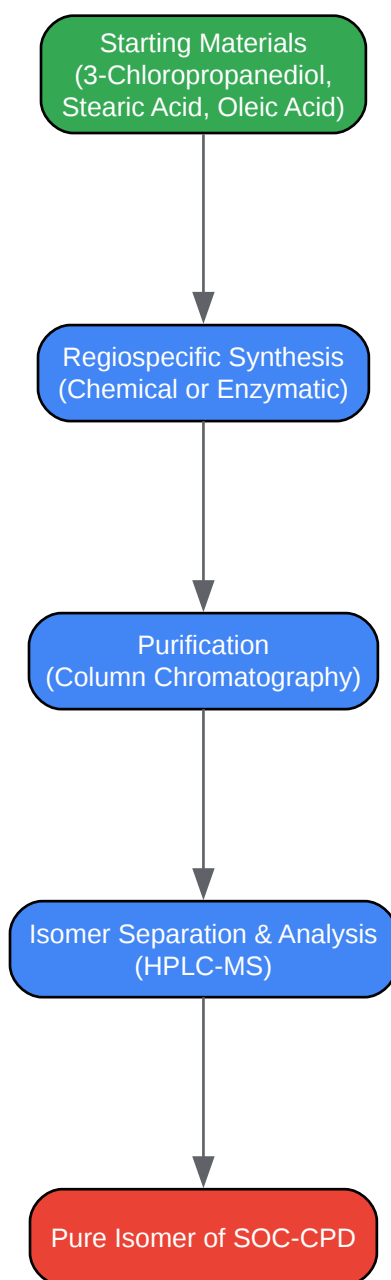 Starting Materials
(3-Chloropropanediol,
Stearic Acid, Oleic Acid)
Regiospecific Synthesis
(Chemical or Enzymatic)
Purification
(Column Chromatography)
Isomer Separation & Analysis
(HPLC-MS)
Pure Isomer of SOC-CPD